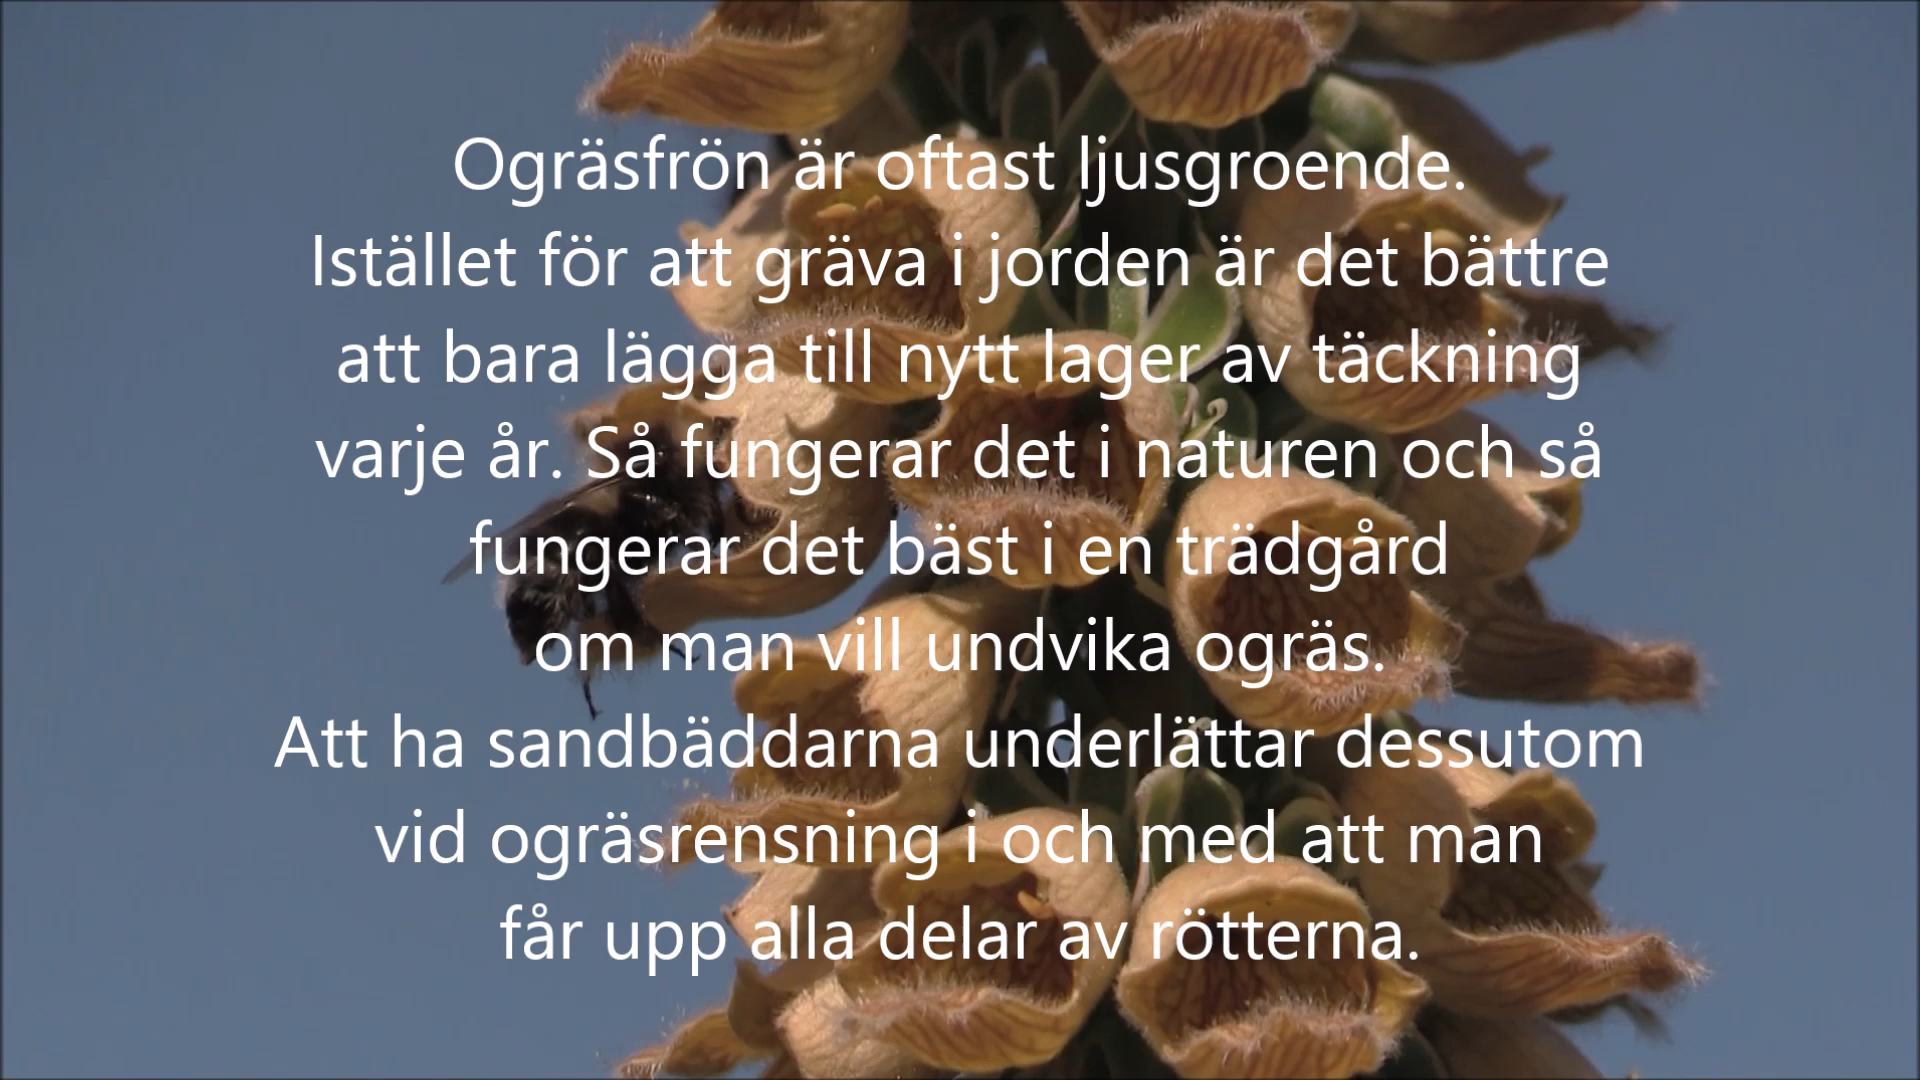 Ogräsfrön är oftast ljusgroende.
Istället för att gräva i jorden är det bättre
att bara lägga till nytt lager av täckning
varje år. Så fungerar det i naturen och så
fungerar det bäst i en trädgård
om man vill undvika ogräs.
Att ha sandbäddarna underlättar dessutom
vid ogräsrensning i och med att man
får upp alla delar av rötterna.